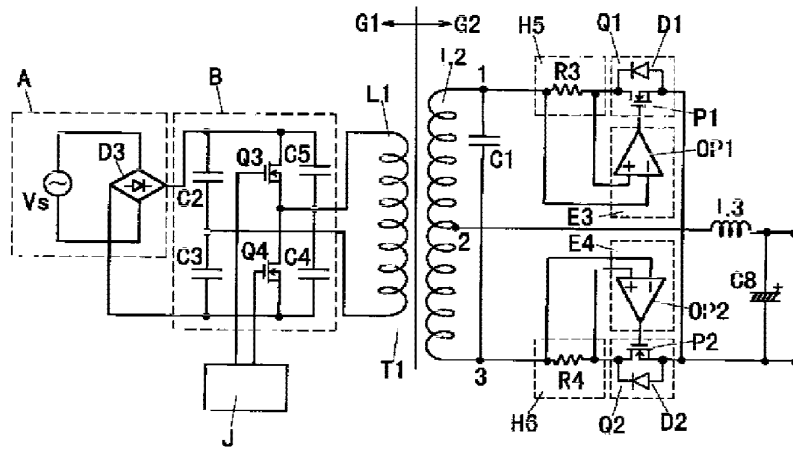 G1 G2
H5 Q1 D1
A B L1 L2 1 R3
P1
D3 Q3 C5 C1 OP1
Vs C2 + -
E3 L3
2 E4
C3 Q4 C4 + - C8 +
OP2
P2
T1 3 R4
J H6 Q2 D2